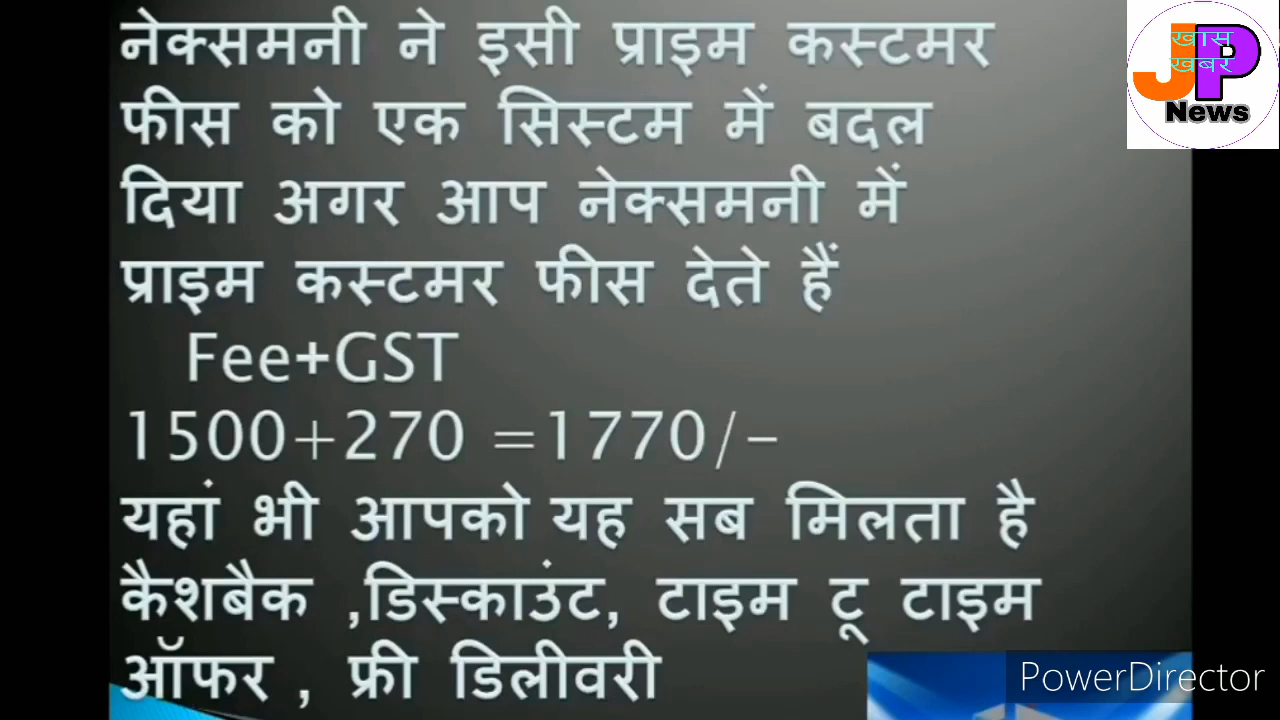 नेक्समनी ने इसी प्राइम कस्टमर
फीस को एक सिस्टम में बदल
दिया अगर आप नेक्समनी में
प्राइम कस्टमर फीस देते हैं
Fee+GST
1500+270 =1770/-
यहां भी आपको यह सब मिलता है
कैशबैक ,डिस्काउंट, टाइम टू टाइम
ऑफर , फ्री डिलीवरी
JP
खास
खबर
News
PowerDirector